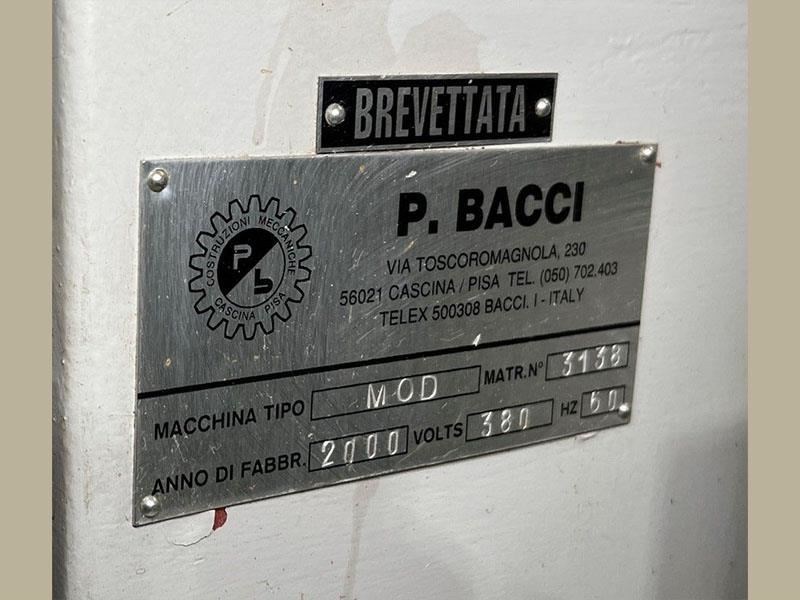 BREVETTATA
COSTRUZIONI MECCANICHE
P b
CASCINA PISA
P. BACCI
VIA TOSCOROMAGNOLA, 230
56021 CASCINA / PISA TEL. (050) 702.403
TELEX 500308 BACCI. I - ITALY
MACCHINA TIPO MOD MATR.N° 3138
ANNO DI FABBR. 2000 VOLTS 380 HZ 60